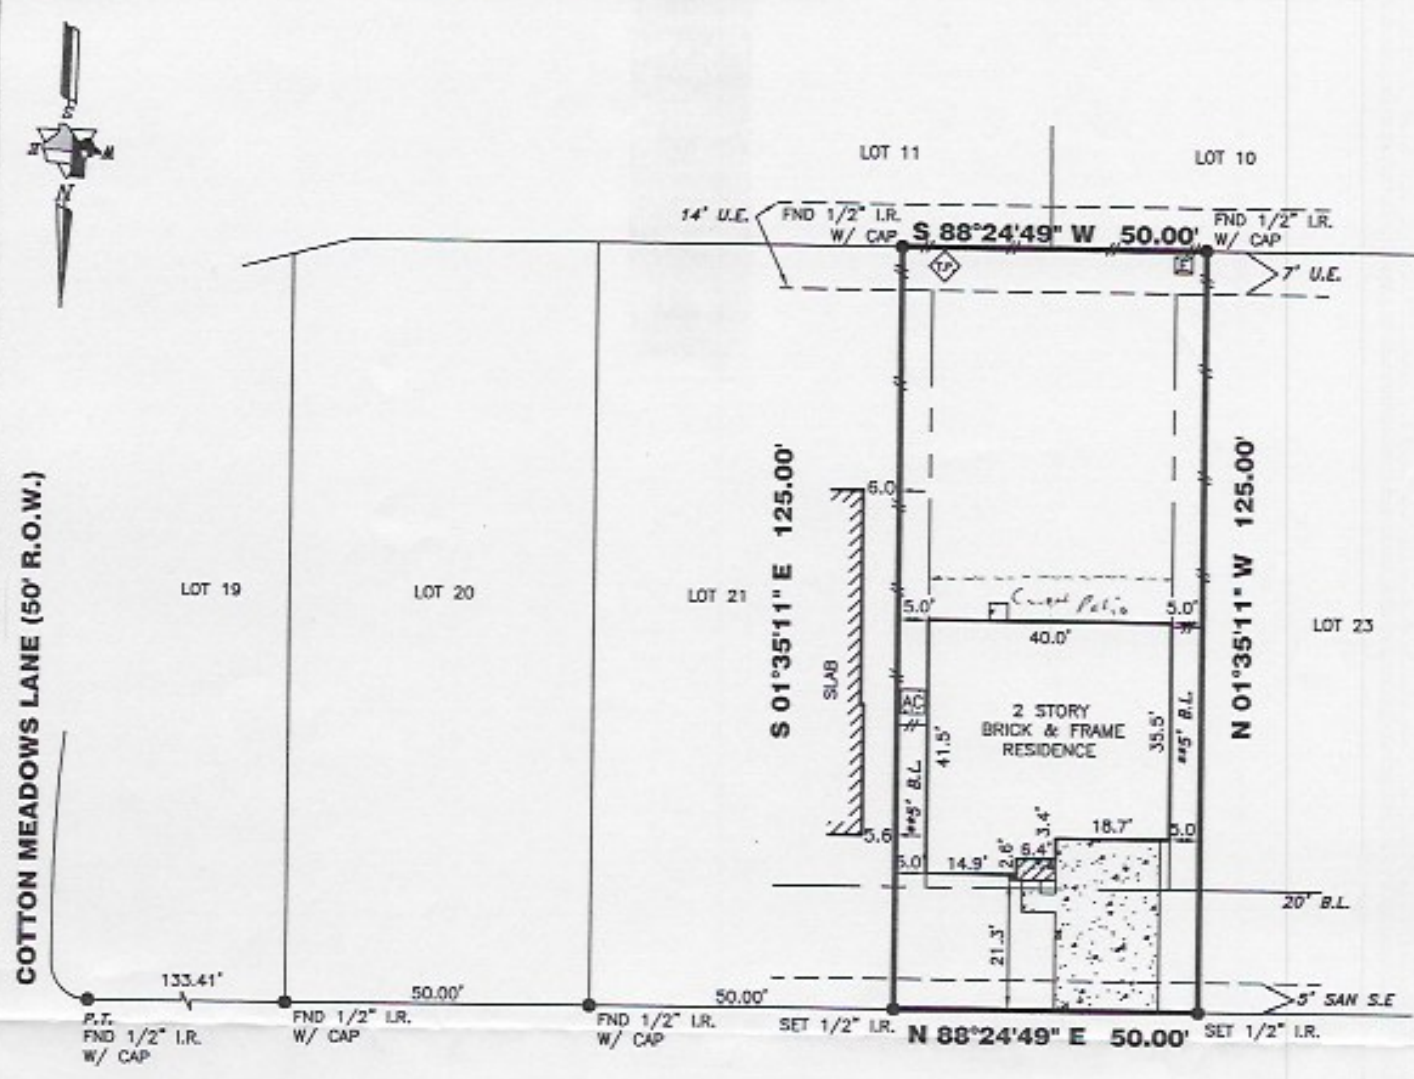 S
E
W
N
LOT 11
LOT 10
14' U.E.
FND 1/2" I.R.
W/ CAP
S 88°24'49" W 50.00'
FND 1/2" I.R.
W/ CAP
T.P
E
7' U.E.
COTTON MEADOWS LANE (50' R.O.W.)
LOT 19
LOT 20
LOT 21
SLAB
6.0
5.6
S 01°35'11" E 125.00'
N 01°35'11" W 125.00'
LOT 23
5.0'
Patio
5.0'
40.0'
AC
2 STORY
BRICK & FRAME
RESIDENCE
41.5'
35.5'
**5' B.L.
**5' B.L.
3.4'
18.7'
5.0
5.0'
14.9'
2.6'
6.4'
20' B.L.
21.3'
5' SAN S.E
133.41'
50.00'
50.00'
P.T.
FND 1/2" I.R.
W/ CAP
FND 1/2" I.R.
W/ CAP
FND 1/2" I.R.
W/ CAP
SET 1/2" I.R.
N 88°24'49" E 50.00'
SET 1/2" I.R.